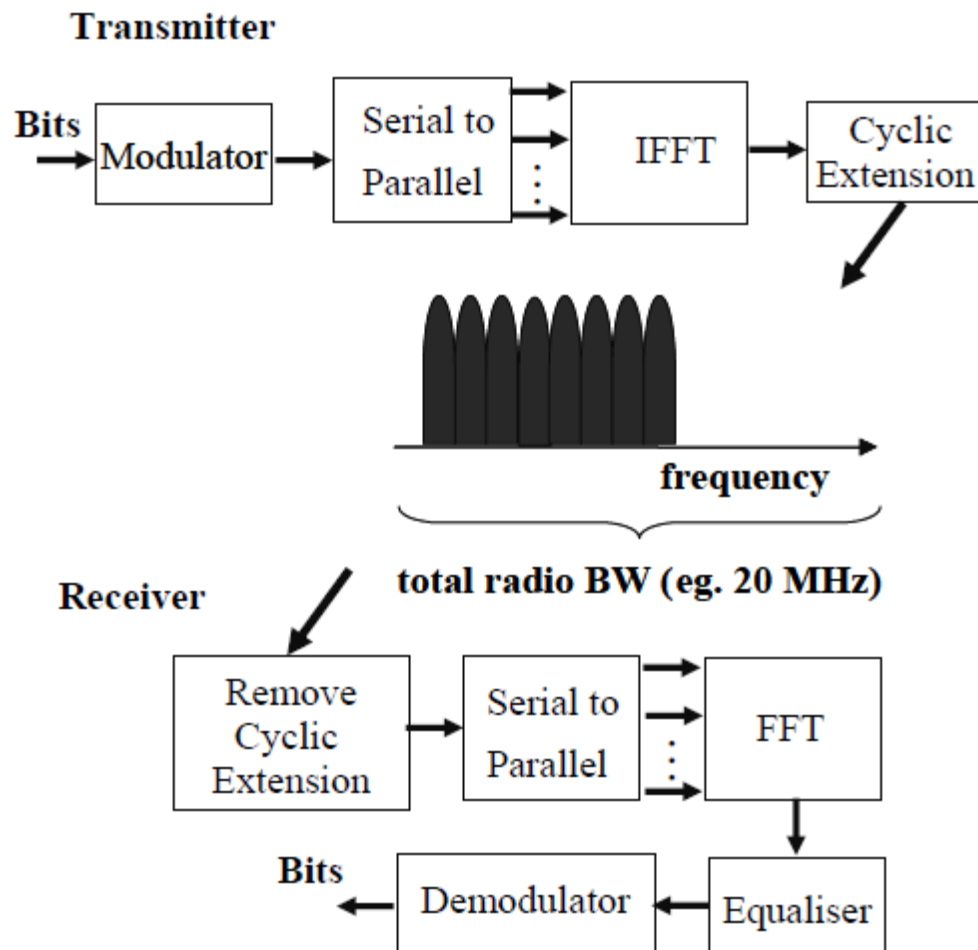 Transmitter
Bits
Modulator
Serial to
Parallel
IFFT
Cyclic
Extension
frequency
total radio BW (eg. 20 MHz)
Receiver
Remove
Cyclic
Extension
Serial to
Parallel
FFT
Bits
Demodulator
Equaliser